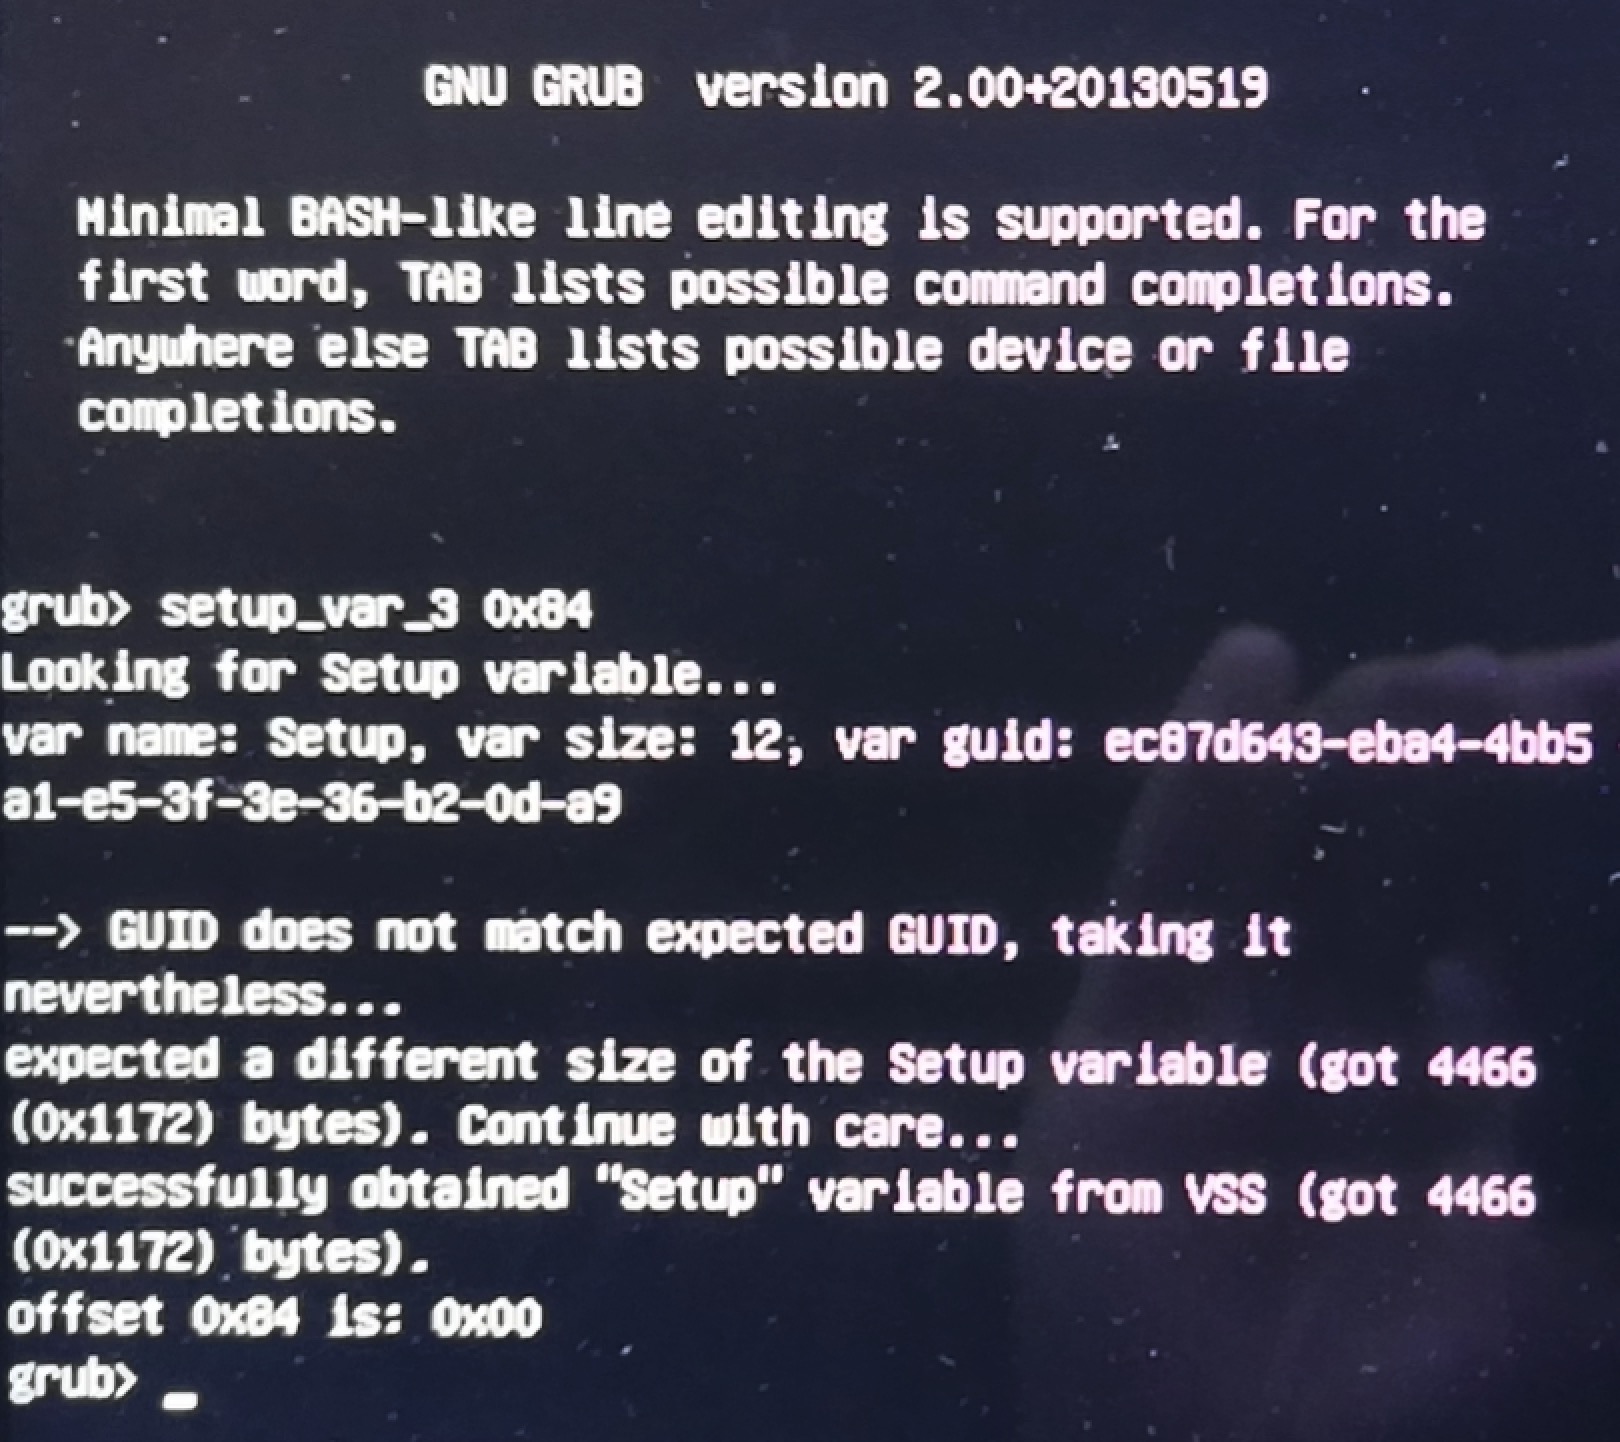 GNU GRUB  version 2.00+20130519
Minimal BASH-like line editing is supported. For the
first word, TAB lists possible command completions.
Anywhere else TAB lists possible device or file
completions.
grub> setup_var_3 0x84
Looking for Setup variable...
var name: Setup, var size: 12, var guid: ec87d643-eba4-4bb5
a1-e5-3f-3e-36-b2-0d-a9
--> GUID does not match expected GUID, taking it
nevertheless...
expected a different size of the Setup variable (got 4466
(0x1172) bytes). Continue with care...
successfully obtained "Setup" variable from VSS (got 4466
(0x1172) bytes).
offset 0x84 is: 0x00
grub> _